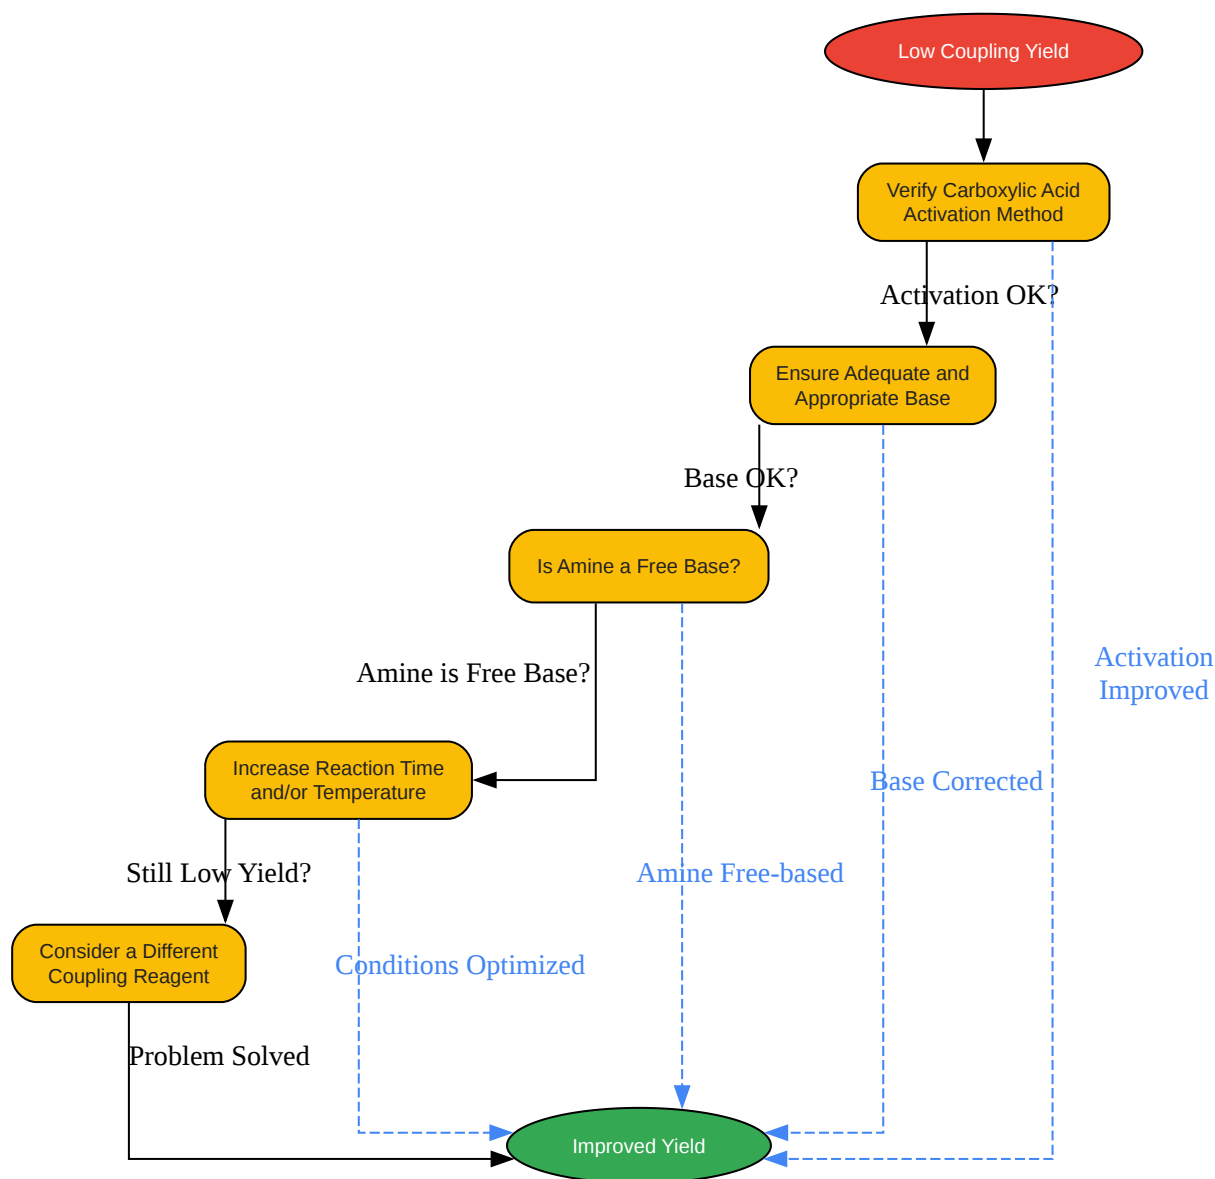 Low Coupling Yield
Verify Carboxylic Acid
Activation Method
Activation OK?
Ensure Adequate and
Appropriate Base
Base OK?
Is Amine a Free Base?
Amine is Free Base?
Activation
Improved
Increase Reaction Time
and/or Temperature
Base Corrected
Still Low Yield?
Amine Free-based
Consider a Different
Coupling Reagent
Conditions Optimized
Problem Solved
Improved Yield